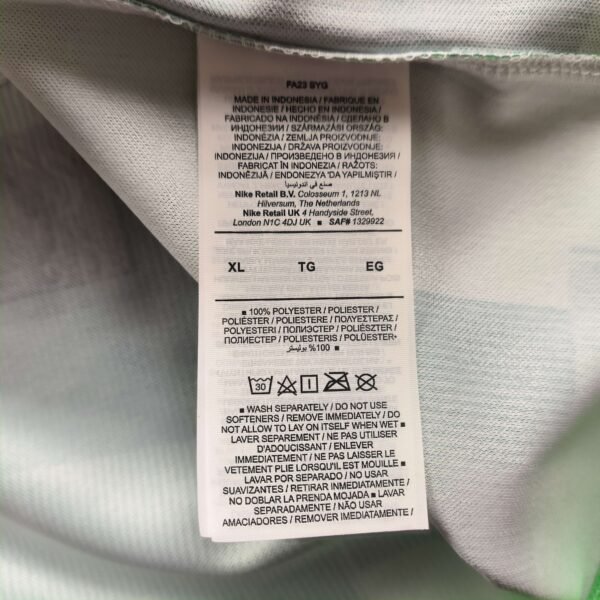 FA23 SYG
MADE IN INDONESIA / FABRIQUE EN
INDONESIE / HECHO EN INDONESIA /
FABRICADO NA INDONÉSIA / СДЕЛАНО В
ИНДОНЕЗИИ / SZÁRMAZÁSI ORSZÁG:
INDONÉZIA / ZEMLJA PROIZVODNJE:
INDONEZIJA / DRŽAVA PROIZVODNJE:
INDONEZIJA / ПРОИЗВЕДЕНО В ИНДОНЕЗИЯ /
FABRICAT ÎN INDONEZIA / RAŽOTS:
INDONĒZIJĀ / ENDONEZYA 'DA YAPILMIŞTIR /
صنع في اندونيسيا
Nike Retail B.V. Colosseum 1, 1213 NL
Hilversum, The Netherlands
Nike Retail UK 4 Handyside Street,
London N1C 4DJ UK ■ SAF# 1329922
XL TG EG
■ 100% POLYESTER / POLIESTER /
POLIÉSTER / POLIESTERE / ΠΟΛΥΕΣΤΕΡΑΣ /
POLYESTERI / ПОЛИЭСТЕР / POLIÉSZTER /
ПОЛИЕСТЕР / POLIESTERIS / POLÜESTER
100% بوليستر ■
30
■ WASH SEPARATELY / DO NOT USE
SOFTENERS / REMOVE IMMEDIATELY / DO
NOT ALLOW TO LAY ON ITSELF WHEN WET ■
LAVER SEPAREMENT / NE PAS UTILISER
D'ADOUCISSANT / ENLEVER
IMMEDIATEMENT / NE PAS LAISSER LE
VETEMENT PLIE LORSQU'IL EST MOUILLE ■
LAVAR POR SEPARADO / NO USAR
SUAVIZANTES / RETIRAR INMEDIATAMENTE /
NO DOBLAR LA PRENDA MOJADA ■ LAVAR
SEPARADAMENTE / NÃO USAR
AMACIADORES / REMOVER IMEDIATAMENTE /